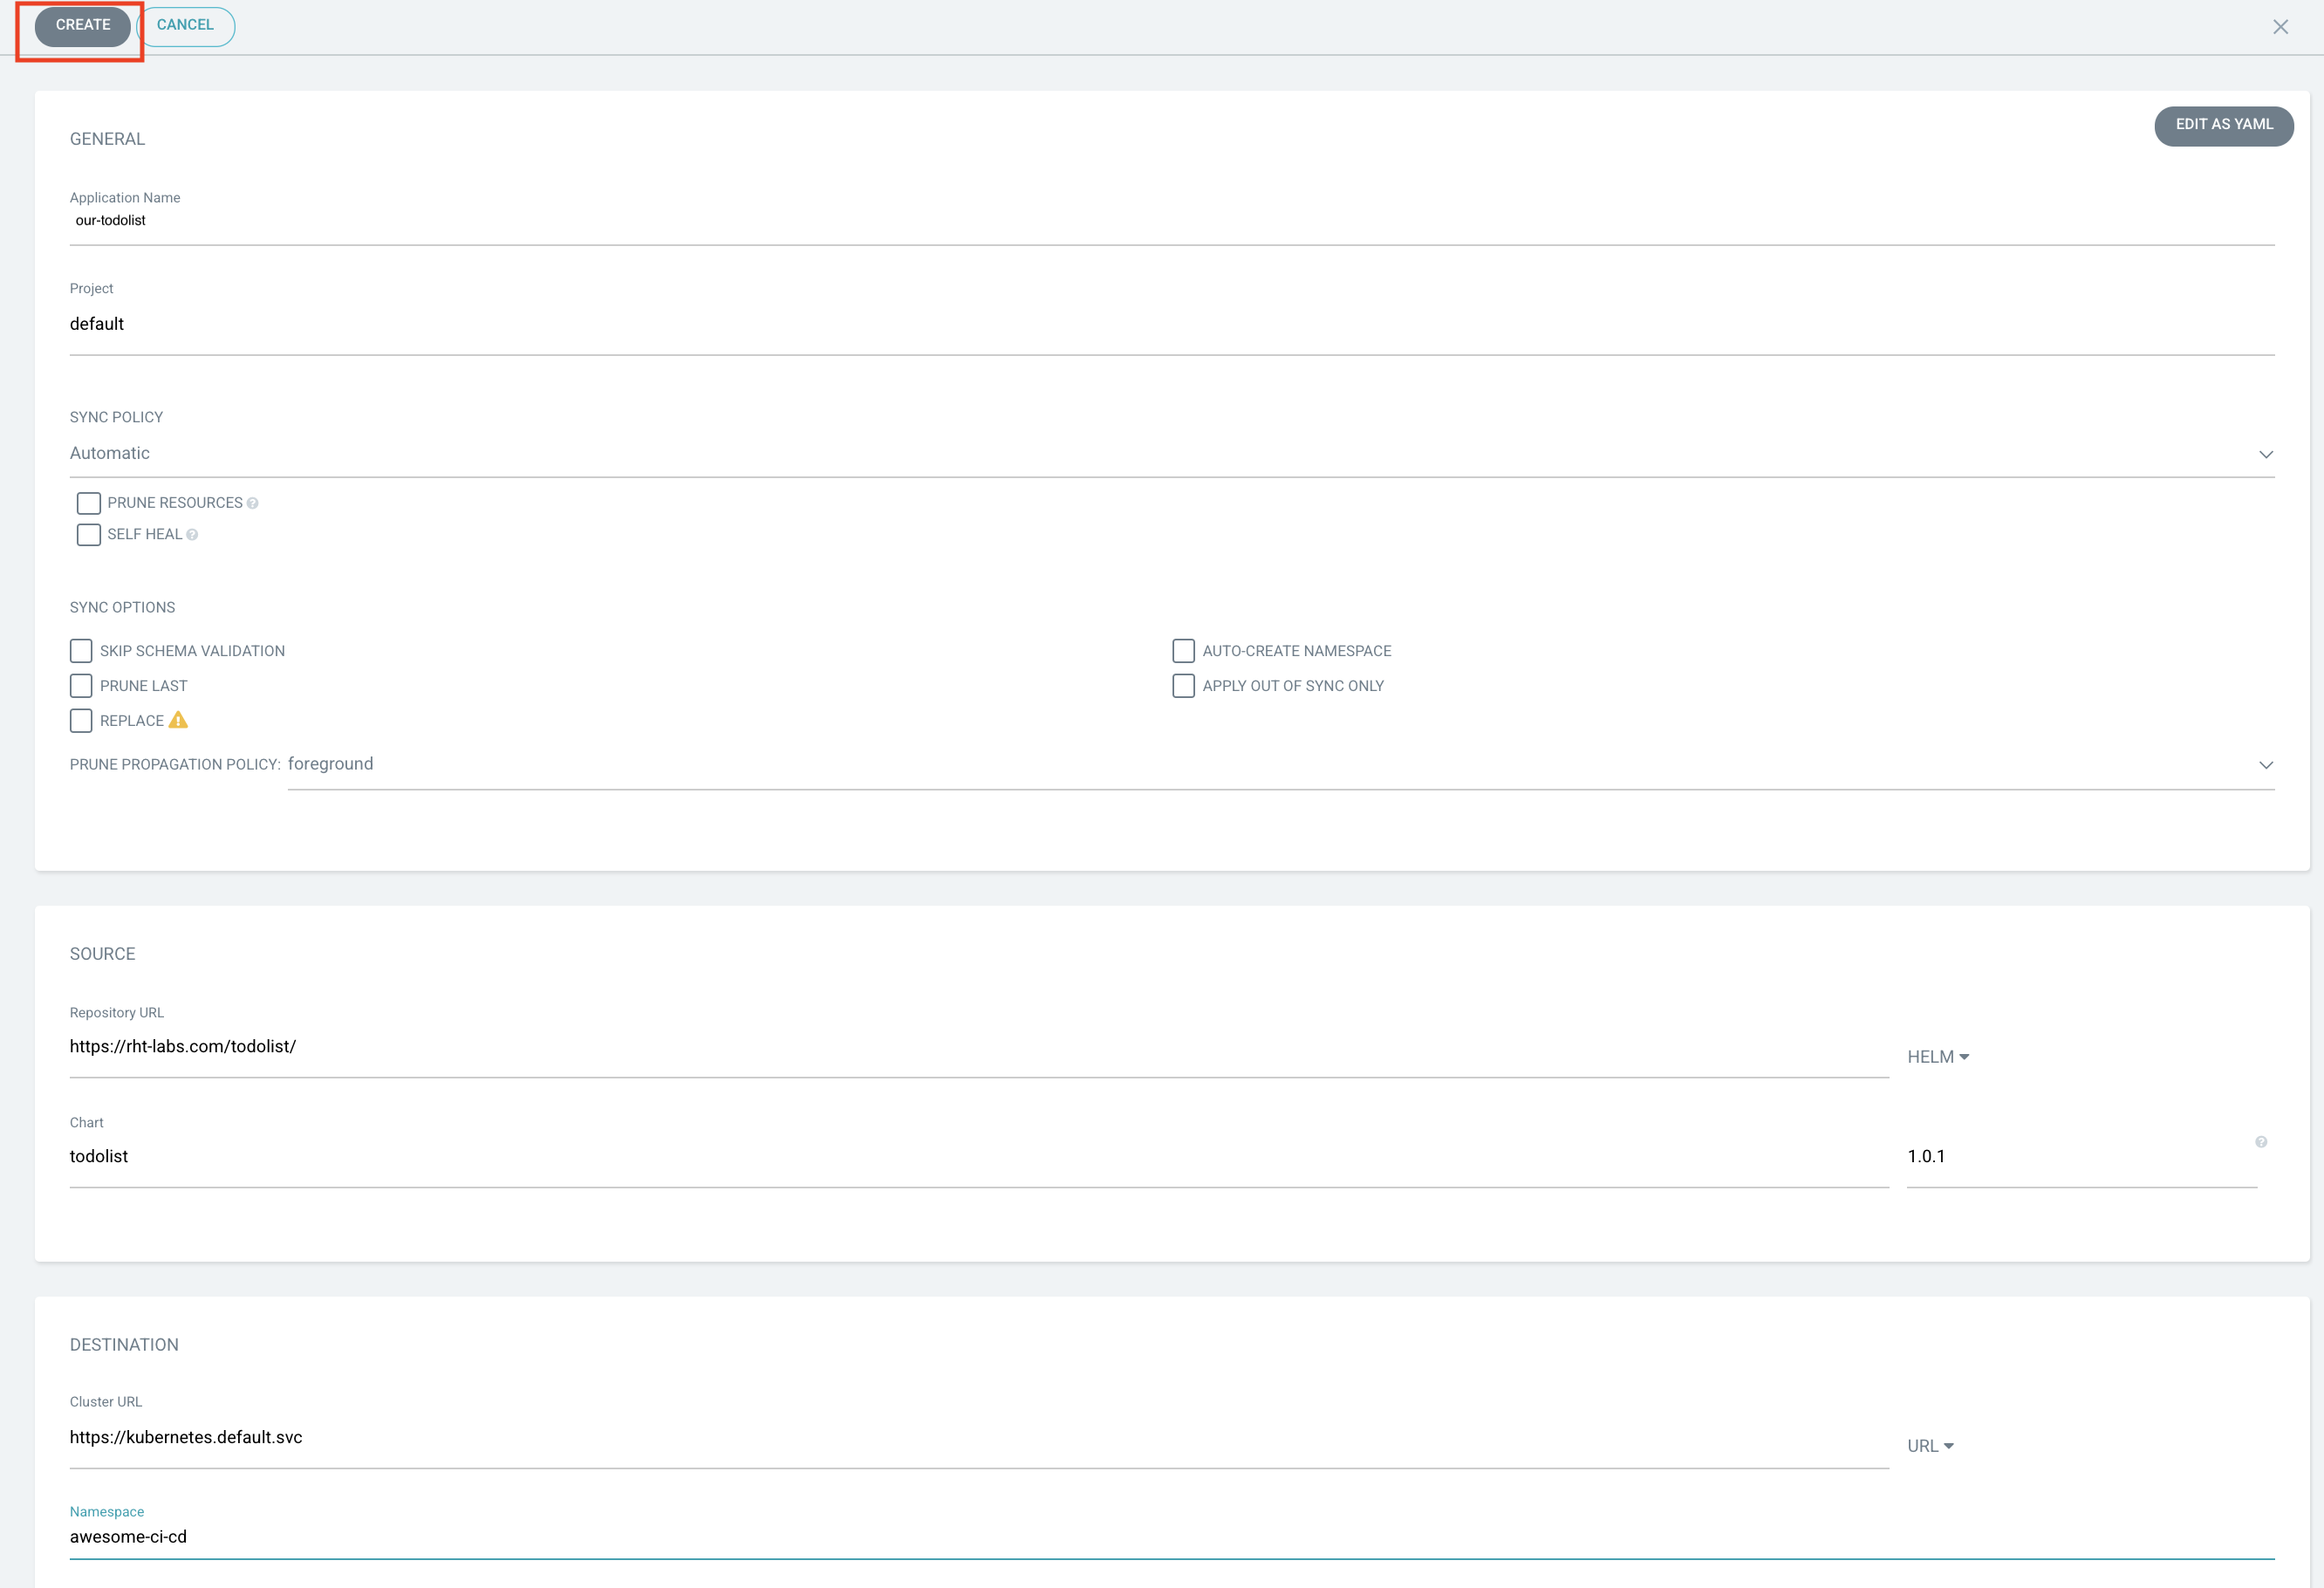 CREATE CANCEL
GENERAL
EDIT AS YAML
Application Name
our-todolist
Project
default
SYNC POLICY
Automatic
PRUNE RESOURCES ?
SELF HEAL ?
SYNC OPTIONS
SKIP SCHEMA VALIDATION AUTO-CREATE NAMESPACE
PRUNE LAST APPLY OUT OF SYNC ONLY
REPLACE
PRUNE PROPAGATION POLICY: foreground
SOURCE
Repository URL
https://rht-labs.com/todolist/
HELM
Chart
todolist 1.0.1 ?
DESTINATION
Cluster URL
https://kubernetes.default.svc
URL
Namespace
awesome-ci-cd